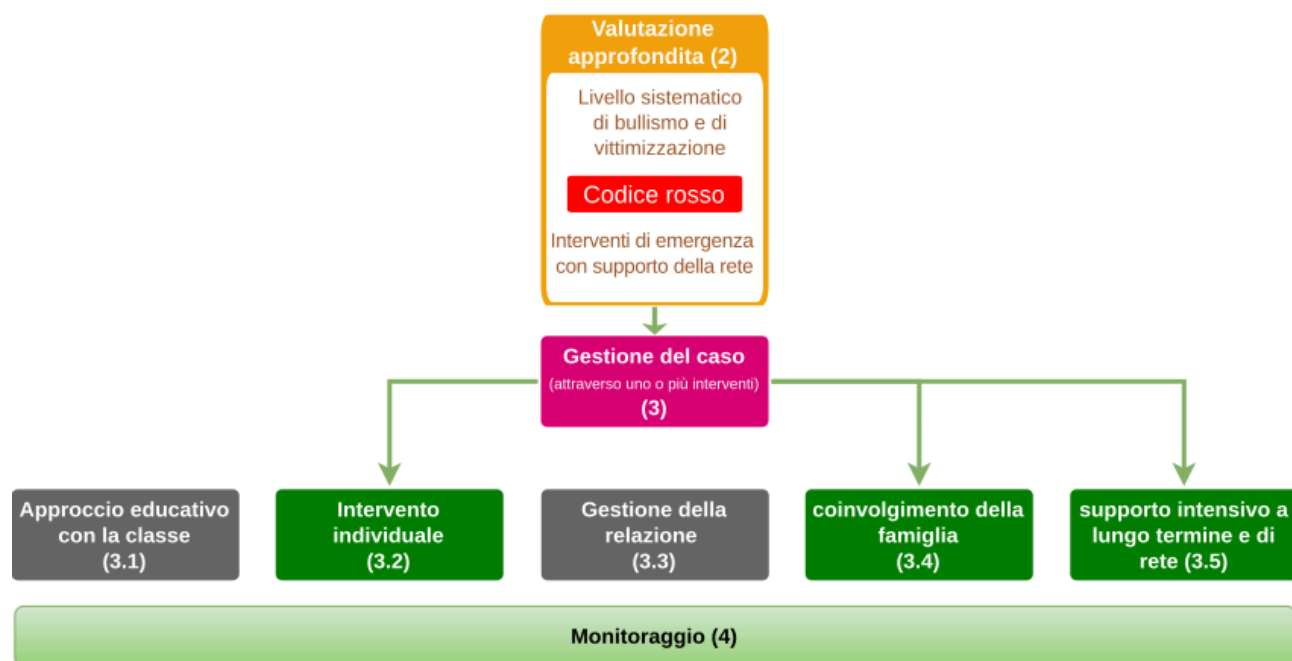 Valutazione
approfondita (2)
Livello sistematico
di bullismo e di
vittimizzazione
Codice rosso
Interventi di emergenza
con supporto della rete
Gestione del caso
(attraverso uno o più interventi)
(3)
Approccio educativo
con la classe
(3.1)
Intervento
individuale
(3.2)
Gestione della
relazione
(3.3)
coinvolgimento della
famiglia
(3.4)
supporto intensivo a
lungo termine e di
rete (3.5)
Monitoraggio (4)